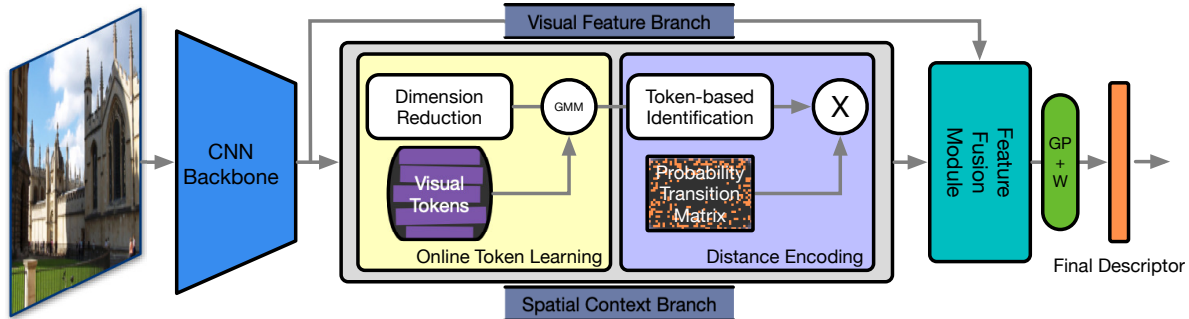 Visual Feature Branch
CNN
Backbone
Dimension
Reduction
GMM
Visual
Tokens
Online Token Learning
Token-based
Identification
X
Probability
Transition
Matrix
Distance Encoding
Spatial Context Branch
Feature
Fusion
Module
GP
+
W
Final Descriptor